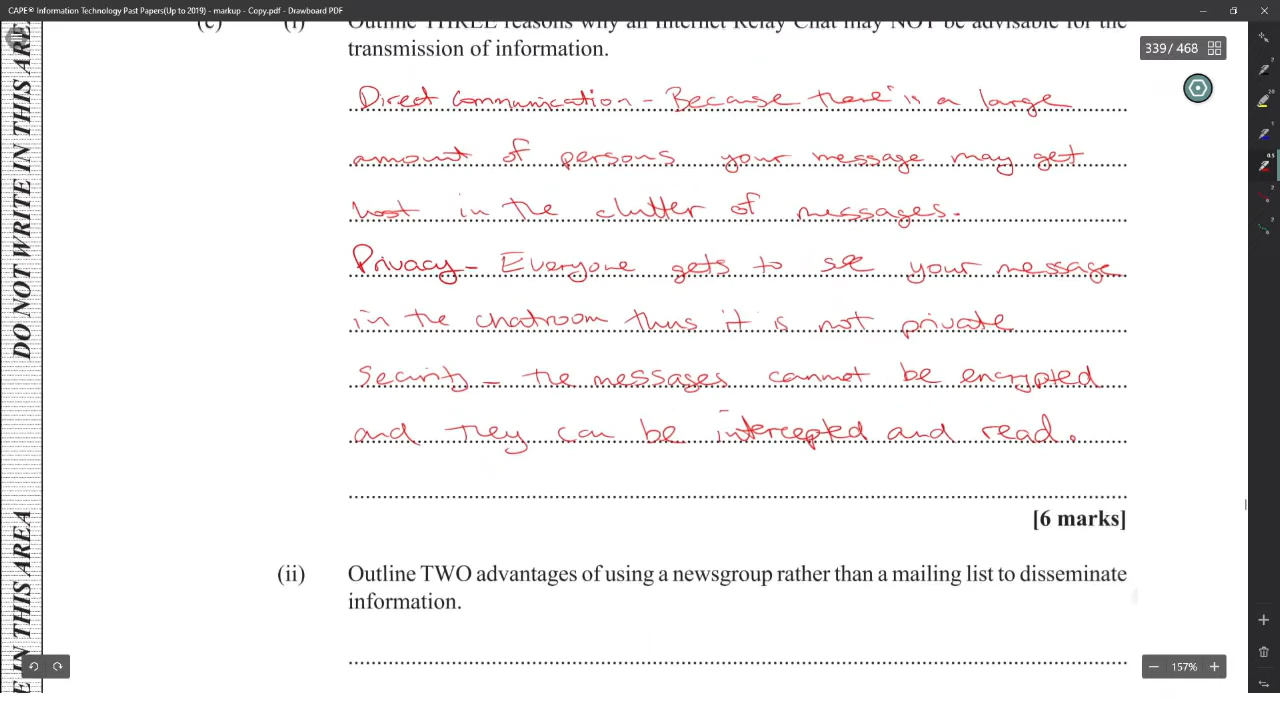 CAPE® Information Technology Past Papers(Up to 2019) - markup - Copy.pdf - Drawboard PDF
(c) (i) Outline THREE reasons why an Internet Relay Chat may NOT be advisable for the
transmission of information.
339 / 468
Direct Communication - Because there is a large
amount of persons your message may get
lost in the clutter of messages.
Privacy - Everyone gets to see your message
in the chatroom thus it is not private
Security - The messages cannot be encrypted
and they can be intercepted and read.
[6 marks]
(ii) Outline TWO advantages of using a newsgroup rather than a mailing list to disseminate
information.
157%
DO NOT WRITE IN THIS ARE
E IN THIS AREA